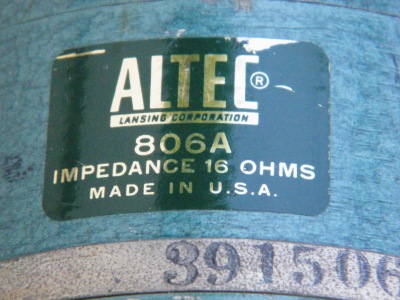 ALTEC®
LANSING CORPORATION
806A
IMPEDANCE 16 OHMS
MADE IN U.S.A.
391506